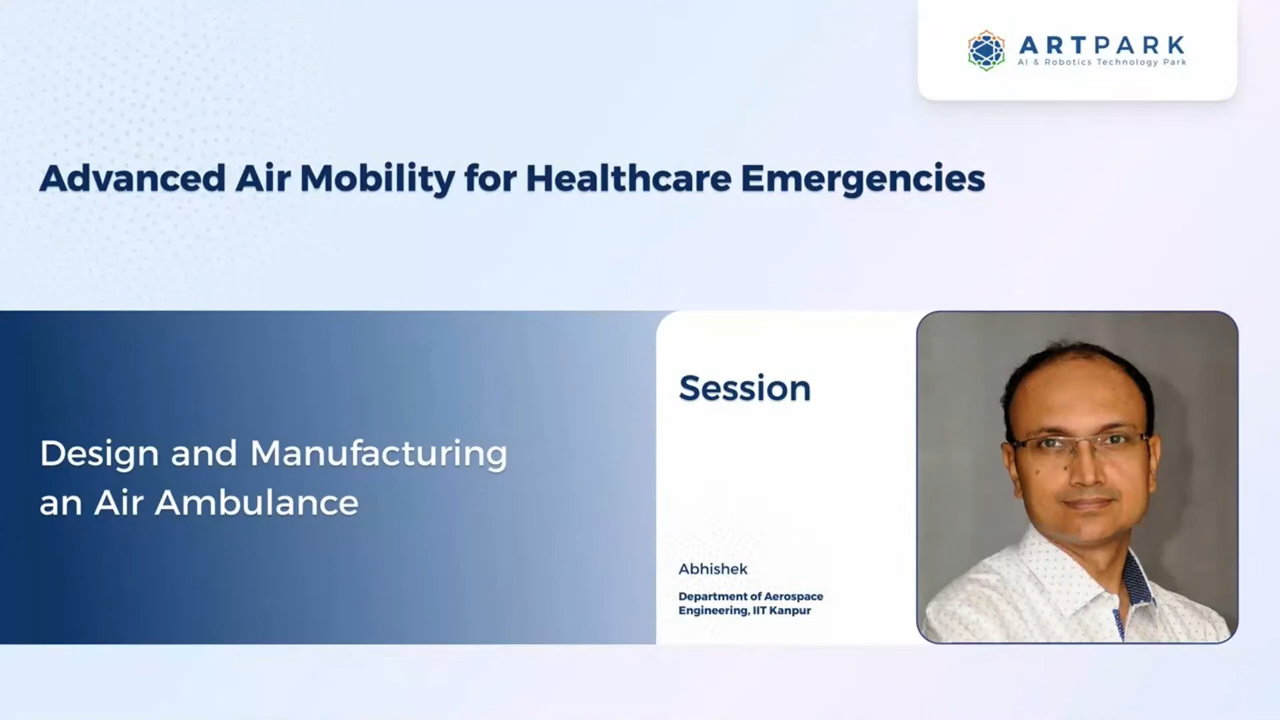 ARTPARK
AI & Robotics Technology Park
Advanced Air Mobility for Healthcare Emergencies
Design and Manufacturing
an Air Ambulance
Session
Abhishek
Department of Aerospace
Engineering, IIT Kanpur